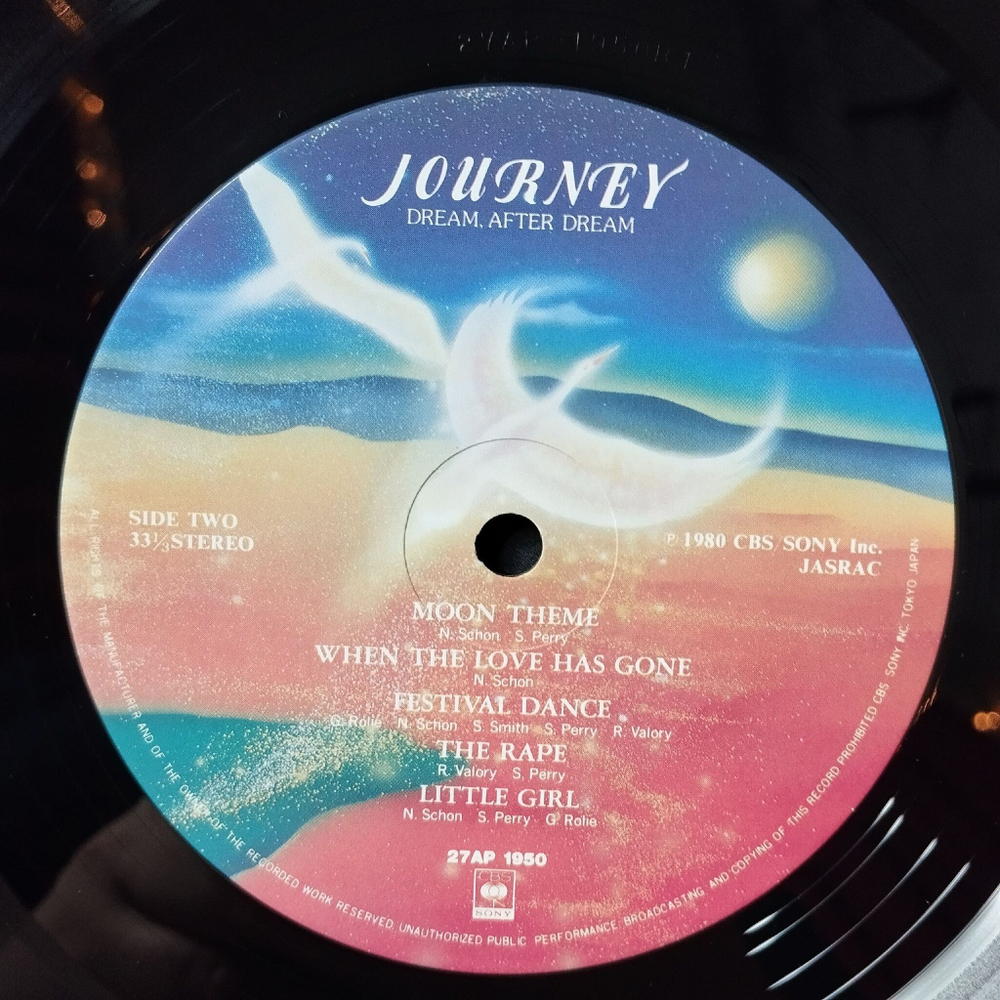 JOURNEY
DREAM, AFTER DREAM
SIDE TWO
33⅓ STEREO
℗ 1980 CBS/SONY Inc.
JASRAC
MOON THEME
N. Schon S. Perry
WHEN THE LOVE HAS GONE
N. Schon
FESTIVAL DANCE
G. Rolie N. Schon S. Smith S. Perry R. Valory
THE RAPE
R. Valory S. Perry
LITTLE GIRL
N. Schon S. Perry G. Rolie
27AP 1950
CBS
SONY
ALL RIGHTS OF THE MANUFACTURER AND OF THE OWNER OF THE RECORDED WORK RESERVED. UNAUTHORIZED PUBLIC PERFORMANCE, BROADCASTING AND COPYING OF THIS RECORD PROHIBITED CBS SONY INC. TOKYO JAPAN